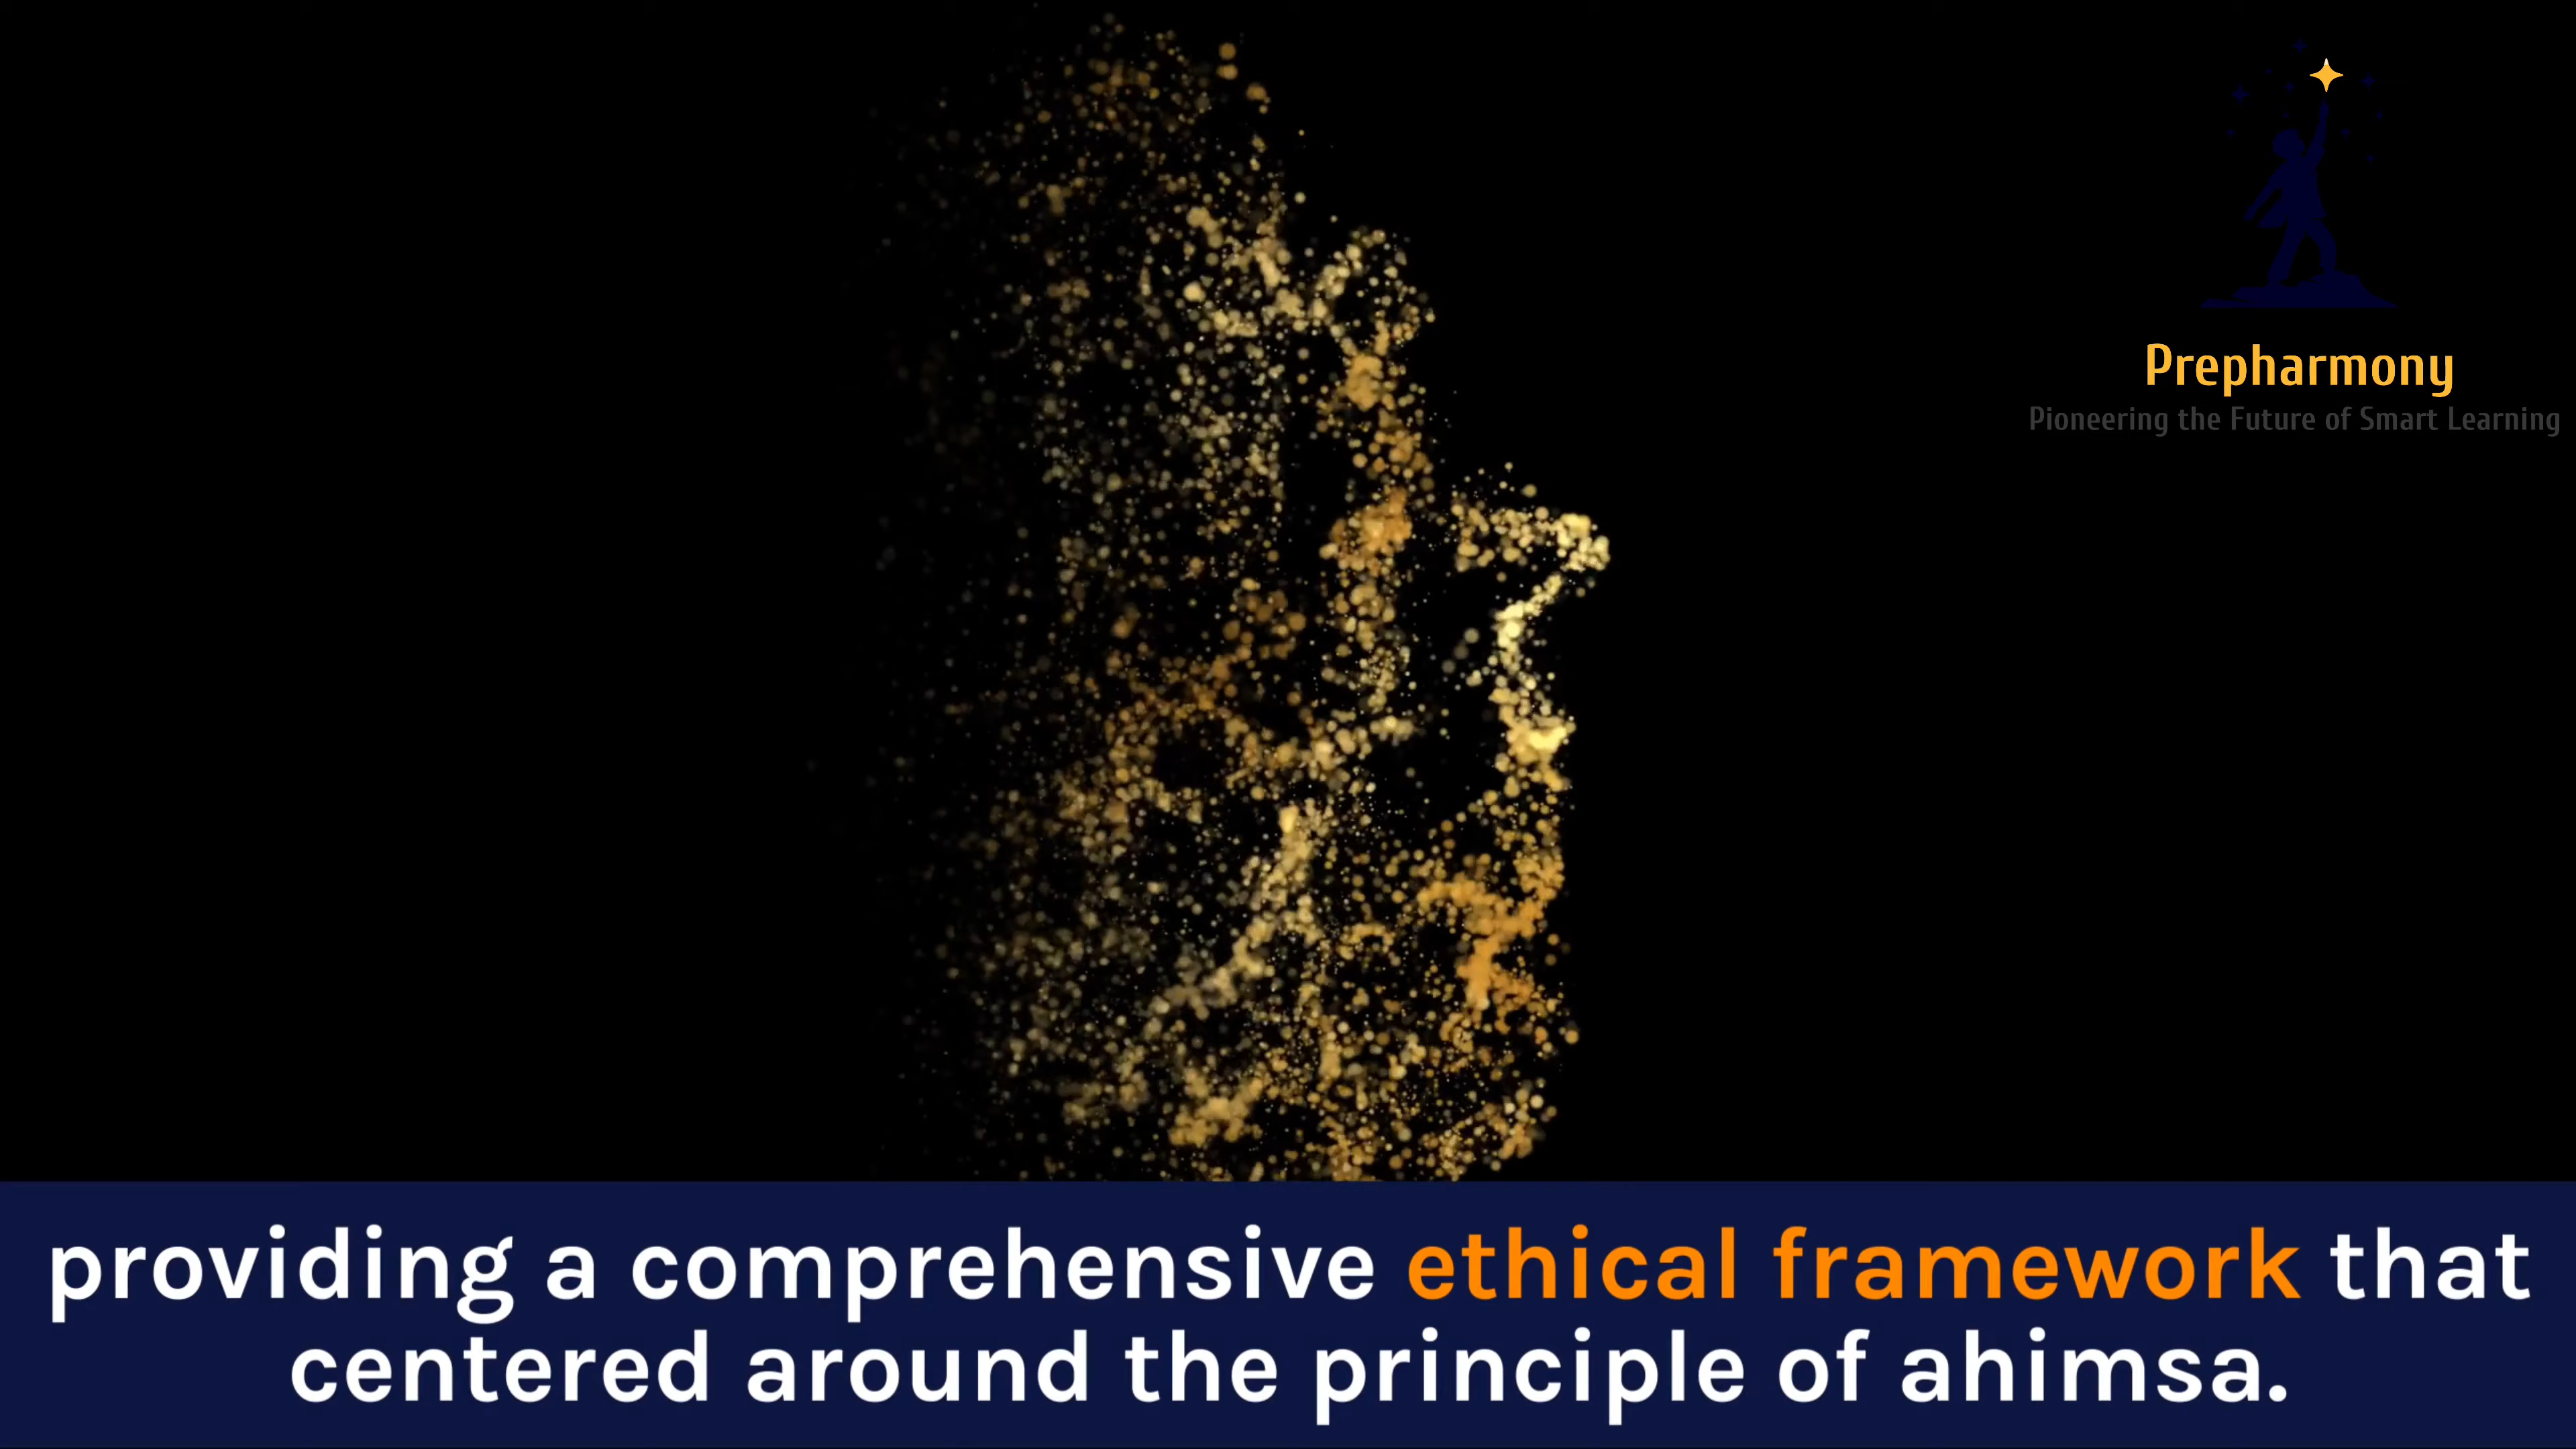 Prepharmony
Pioneering the Future of Smart Learning
providing a comprehensive ethical framework that
centered around the principle of ahimsa.